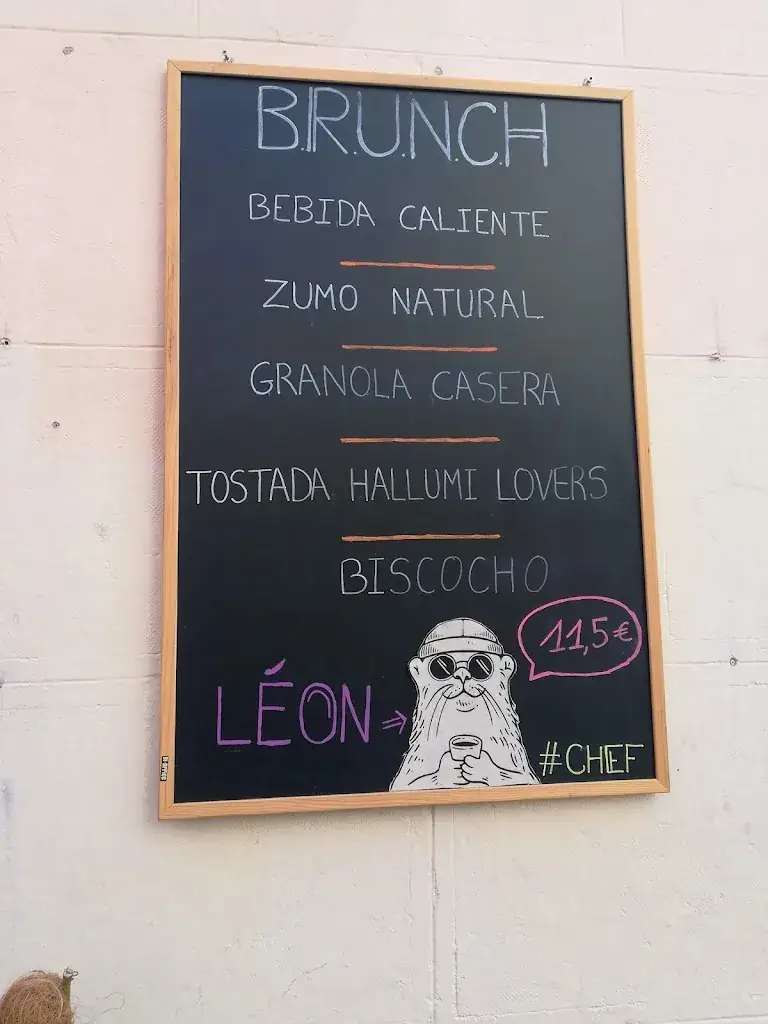 B.R.U.N.C.H
BEBIDA CALIENTE
ZUMO NATURAL
GRANOLA CASERA
TOSTADA HALLUMI LOVERS
BISCOCHO
11,5€
LÉON ⇒
#CHEF